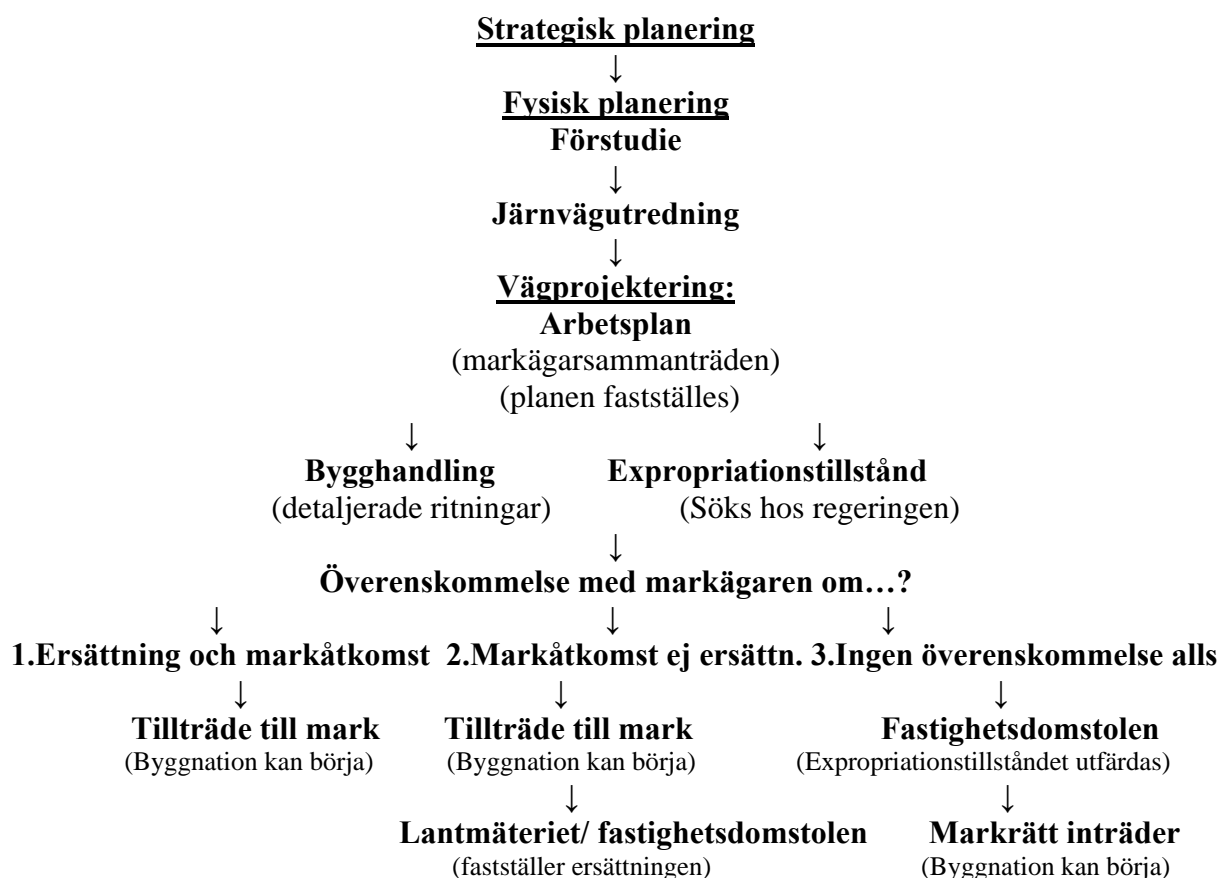 Strategisk planering
↓
Fysisk planering
Förstudie
↓
Järnvägutredning
↓
Vägprojektering:
Arbetsplan
(markägarsammanträden)
(planen fastställes)
↓ ↓
Bygghandling Expropriationstillstånd
(detaljerade ritningar) (Söks hos regeringen)
↓
Överenskommelse med markägaren om…?
↓ ↓ ↓
1.Ersättning och markåtkomst 2.Markåtkomst ej ersättn. 3.Ingen överenskommelse alls
↓ ↓ ↓
Tillträde till mark Tillträde till mark Fastighetsdomstolen
(Byggnation kan börja) (Byggnation kan börja) (Expropriationstillståndet utfärdas)
↓ ↓
Lantmäteriet/ fastighetsdomstolen Markrätt inträder
(fastställer ersättningen) (Byggnation kan börja)